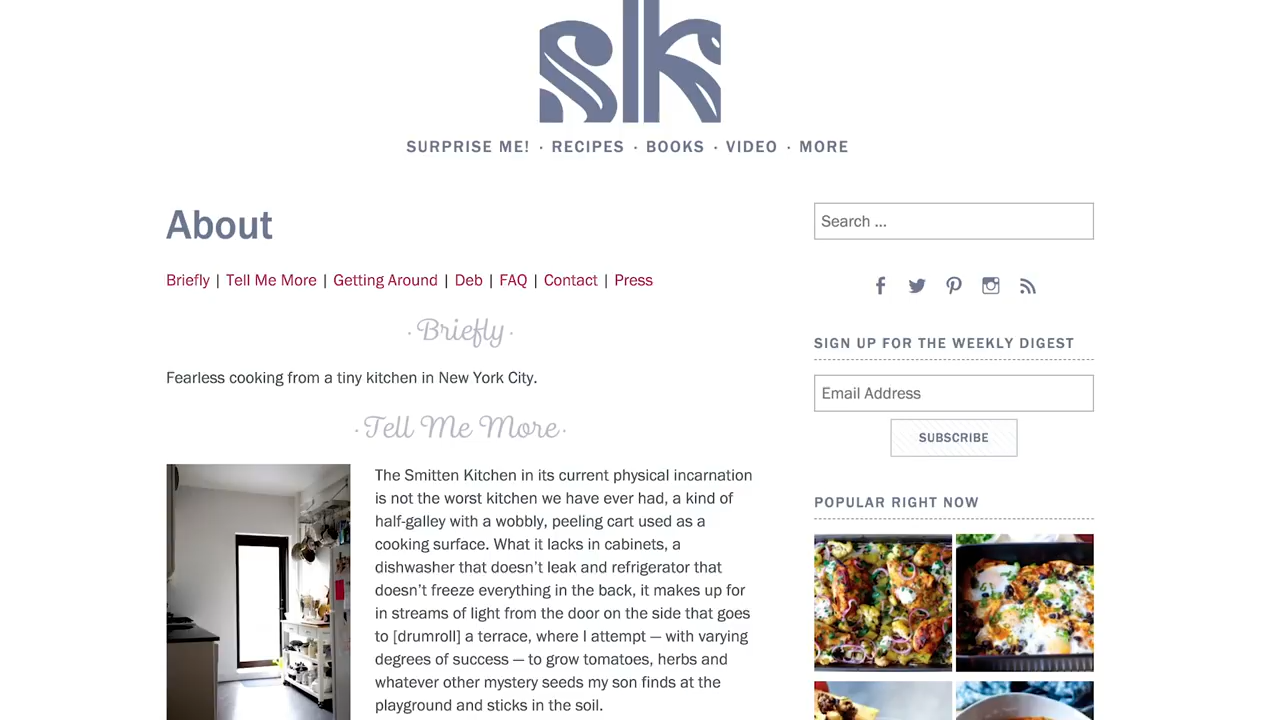 sk
SURPRISE ME! · RECIPES · BOOKS · VIDEO · MORE
About
Briefly | Tell Me More | Getting Around | Deb | FAQ | Contact | Press
· Briefly ·
Fearless cooking from a tiny kitchen in New York City.
· Tell Me More ·
The Smitten Kitchen in its current physical incarnation
is not the worst kitchen we have ever had, a kind of
half-galley with a wobbly, peeling cart used as a
cooking surface. What it lacks in cabinets, a
dishwasher that doesn’t leak and refrigerator that
doesn’t freeze everything in the back, it makes up for
in streams of light from the door on the side that goes
to [drumroll] a terrace, where I attempt — with varying
degrees of success — to grow tomatoes, herbs and
whatever other mystery seeds my son finds at the
playground and sticks in the soil.
Search ...
SIGN UP FOR THE WEEKLY DIGEST
Email Address
SUBSCRIBE
POPULAR RIGHT NOW